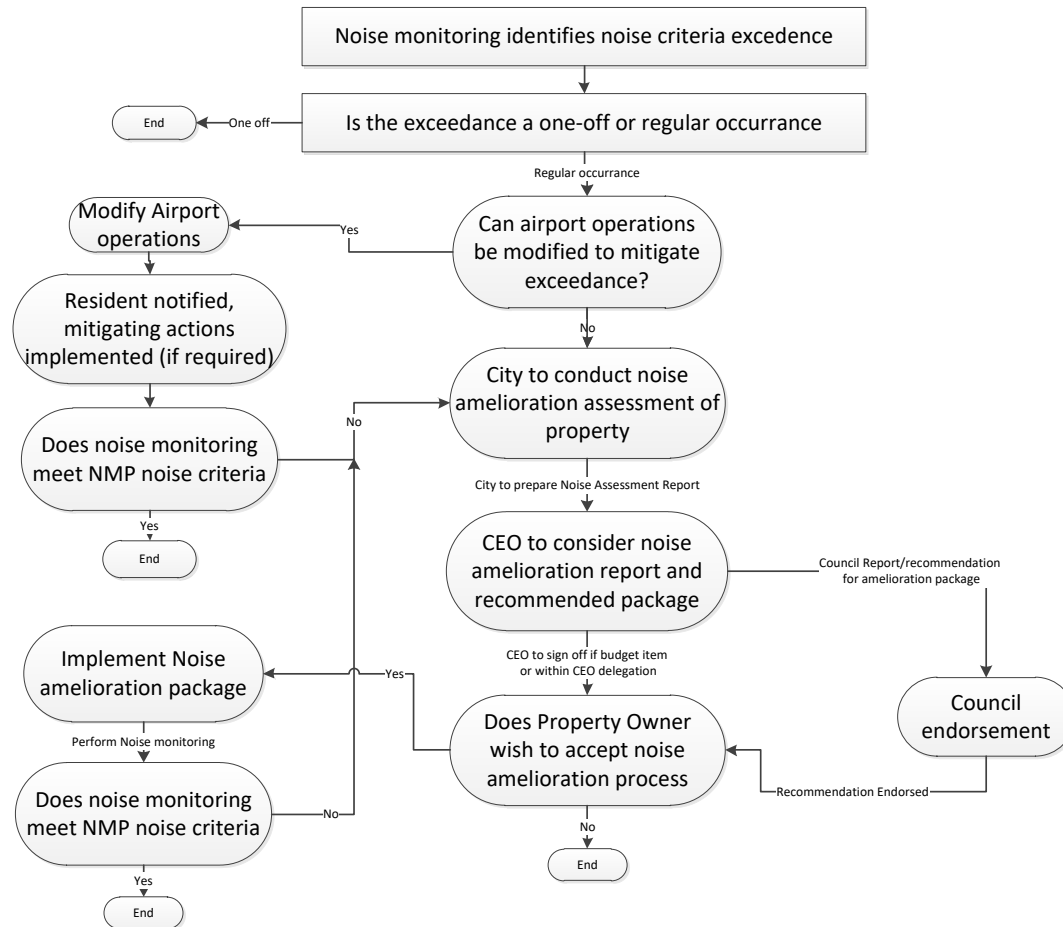 Noise monitoring identifies noise criteria excedence
End
One off
Is the exceedance a one-off or regular occurrance
Regular occurrance
Modify Airport
operations
Yes
Can airport operations
be modified to mitigate
exceedance?
Resident notified,
mitigating actions
implemented (if required)
No
City to conduct noise
amelioration assessment of
property
No
Does noise monitoring
meet NMP noise criteria
Yes
End
City to prepare Noise Assessment Report
CEO to consider noise
amelioration report and
recommended package
Council Report/recommendation
for amelioration package
CEO to sign off if budget item
or within CEO delegation
Implement Noise
amelioration package
Yes
Council
endorsement
Does Property Owner
wish to accept noise
amelioration process
Perform Noise monitoring
Recommendation Endorsed
Does noise monitoring
meet NMP noise criteria
No
No
End
Yes
End